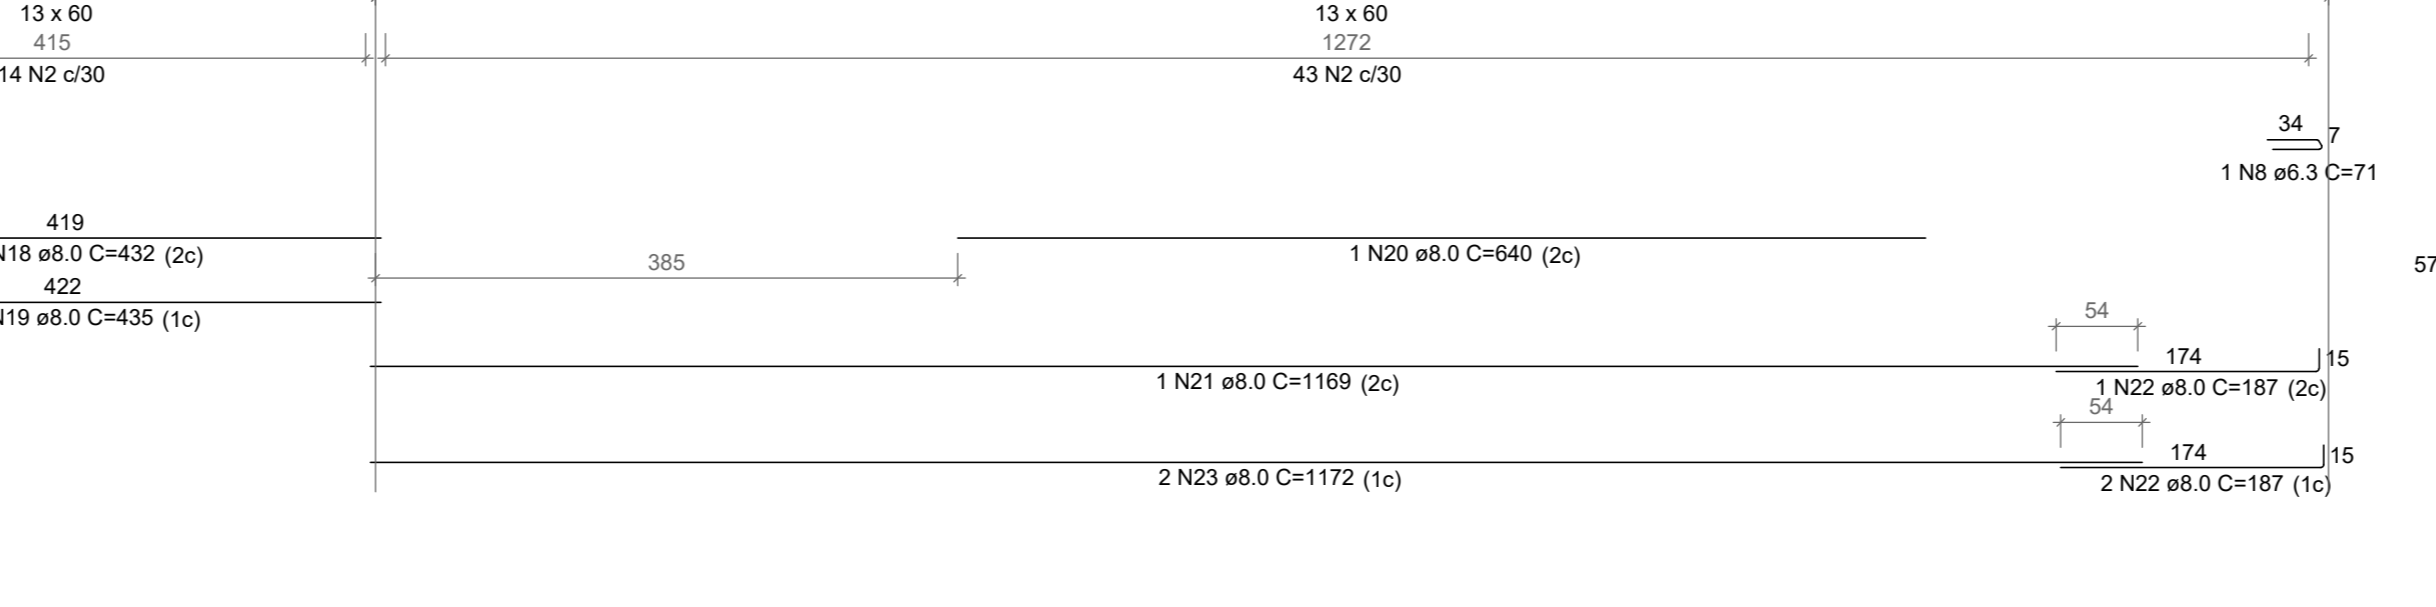 13 x 60
13 x 60
415
1272
14 N2 c/30
43 N2 c/30
34
7
1 N8 ø6.3 C=71
419
N18 ø8.0 C=432 (2c)
1 N20 ø8.0 C=640 (2c)
385
57
422
N19 ø8.0 C=435 (1c)
54
174
15
1 N21 ø8.0 C=1169 (2c)
1 N22 ø8.0 C=187 (2c)
54
174
15
2 N23 ø8.0 C=1172 (1c)
2 N22 ø8.0 C=187 (1c)